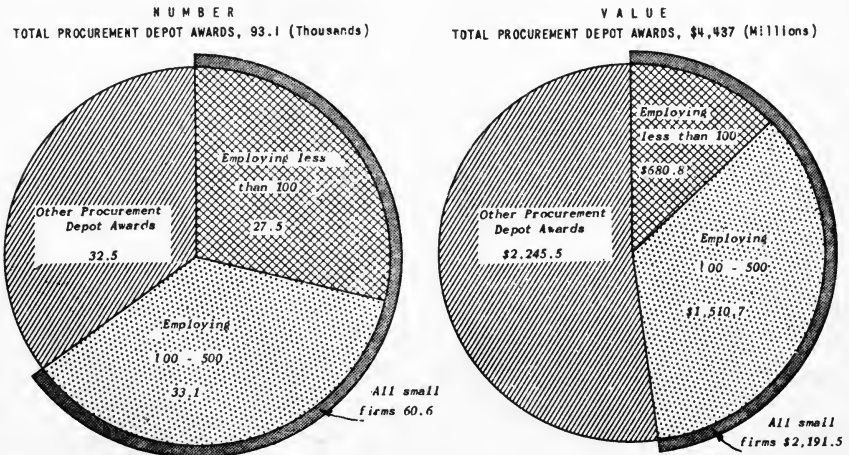 NUMBER
TOTAL PROCUREMENT DEPOT AWARDS, 93.1 (Thousands)
Employing less
than 100
27.5
Other Procurement
Depot Awards
32.5
Employing
100 - 500
33.1
All small
firms 60.6
VALUE
TOTAL PROCUREMENT DEPOT AWARDS, $4,437 (Millions)
Employing
less than 100
$680.8
Other Procurement
Depot Awards
$2.245.5
Employing
100 - 500
$1,510.7
All small
firms $2,191.5